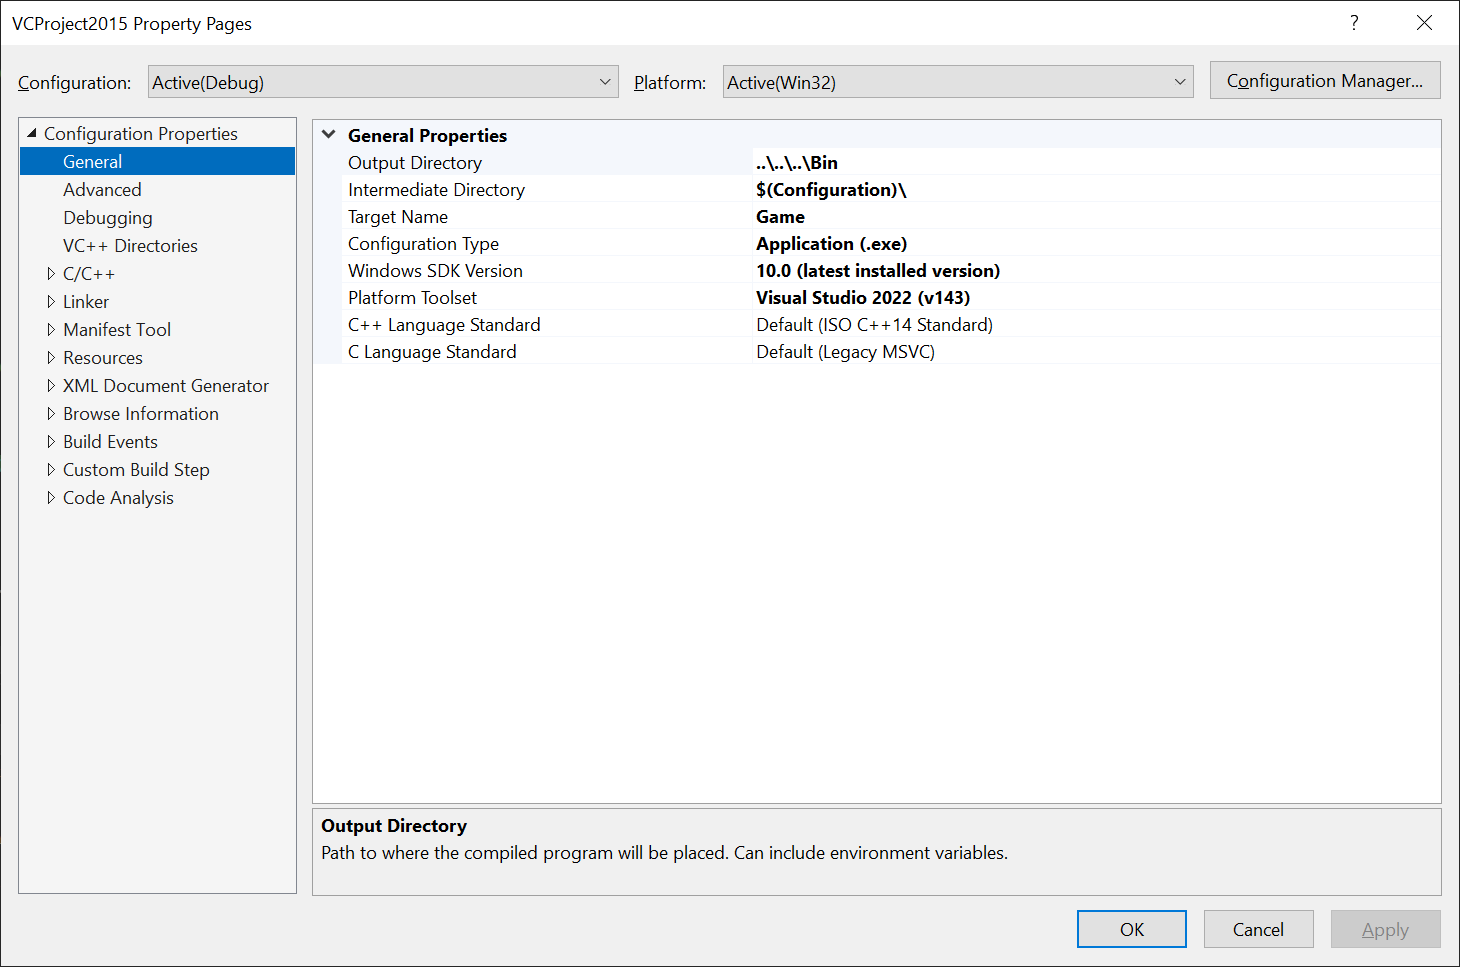 VCProject2015 Property Pages
?
Configuration: Active(Debug) Platform: Active(Win32) Configuration Manager...
Configuration Properties
General
Advanced
Debugging
VC++ Directories
C/C++
Linker
Manifest Tool
Resources
XML Document Generator
Browse Information
Build Events
Custom Build Step
Code Analysis
General Properties
Output Directory ..\..\..\Bin
Intermediate Directory $(Configuration)\
Target Name Game
Configuration Type Application (.exe)
Windows SDK Version 10.0 (latest installed version)
Platform Toolset Visual Studio 2022 (v143)
C++ Language Standard Default (ISO C++14 Standard)
C Language Standard Default (Legacy MSVC)
Output Directory
Path to where the compiled program will be placed. Can include environment variables.
OK Cancel Apply